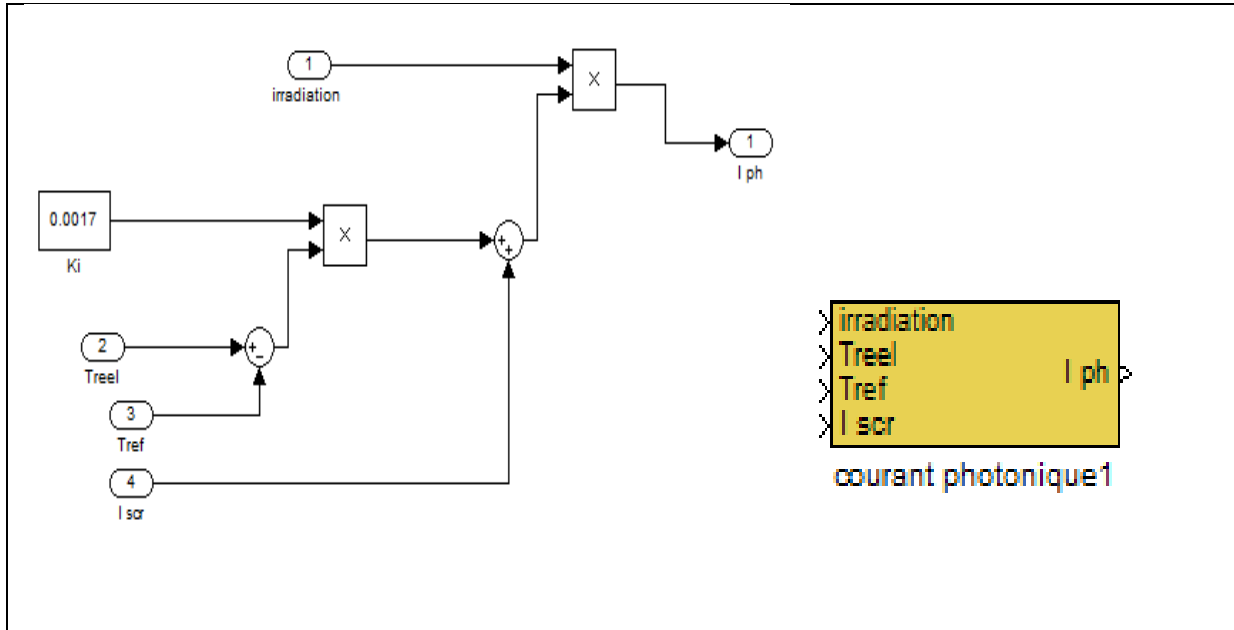 1
irradiation
X
1
I ph
0.0017
Ki
X
+
+
2
Treel
+
−
3
Tref
4
I scr
irradiation
Treel
Tref
I scr
I ph
courant photonique1